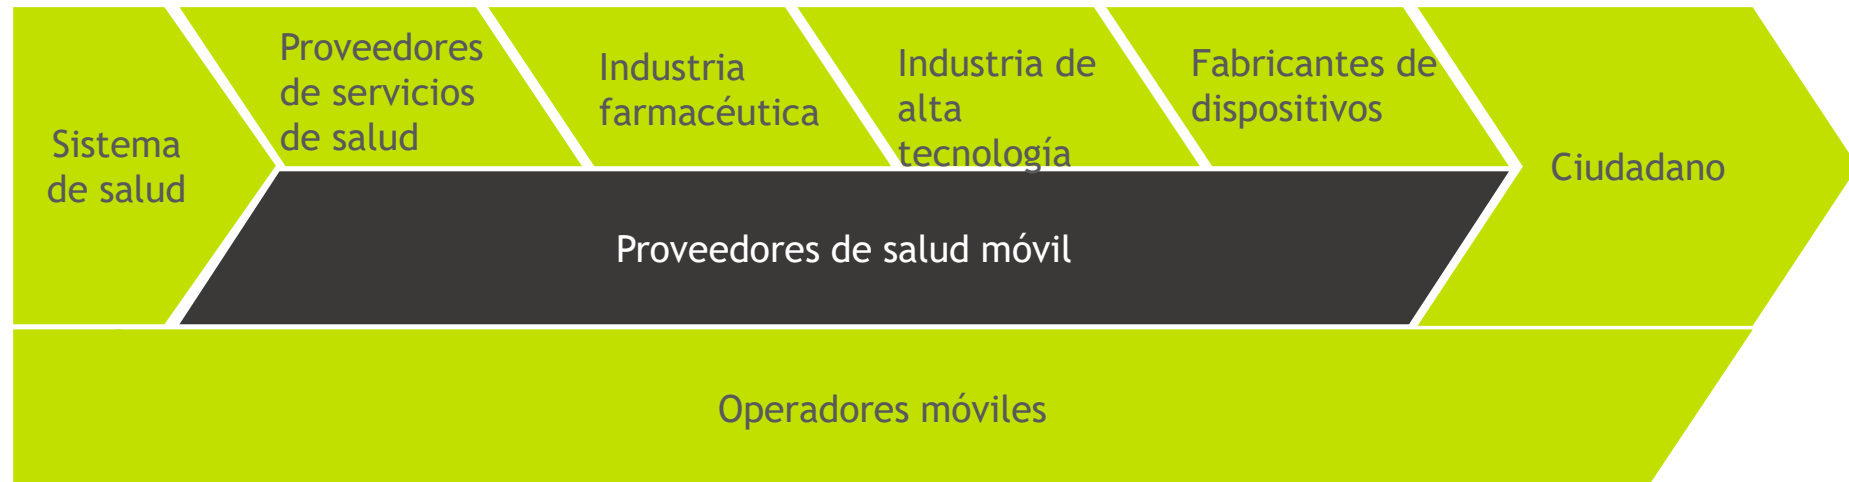 Sistema
de salud
Proveedores
de servicios
de salud
Industria
farmacéutica
Industria de
alta
tecnología
Fabricantes de
dispositivos
Ciudadano
Proveedores de salud móvil
Operadores móviles